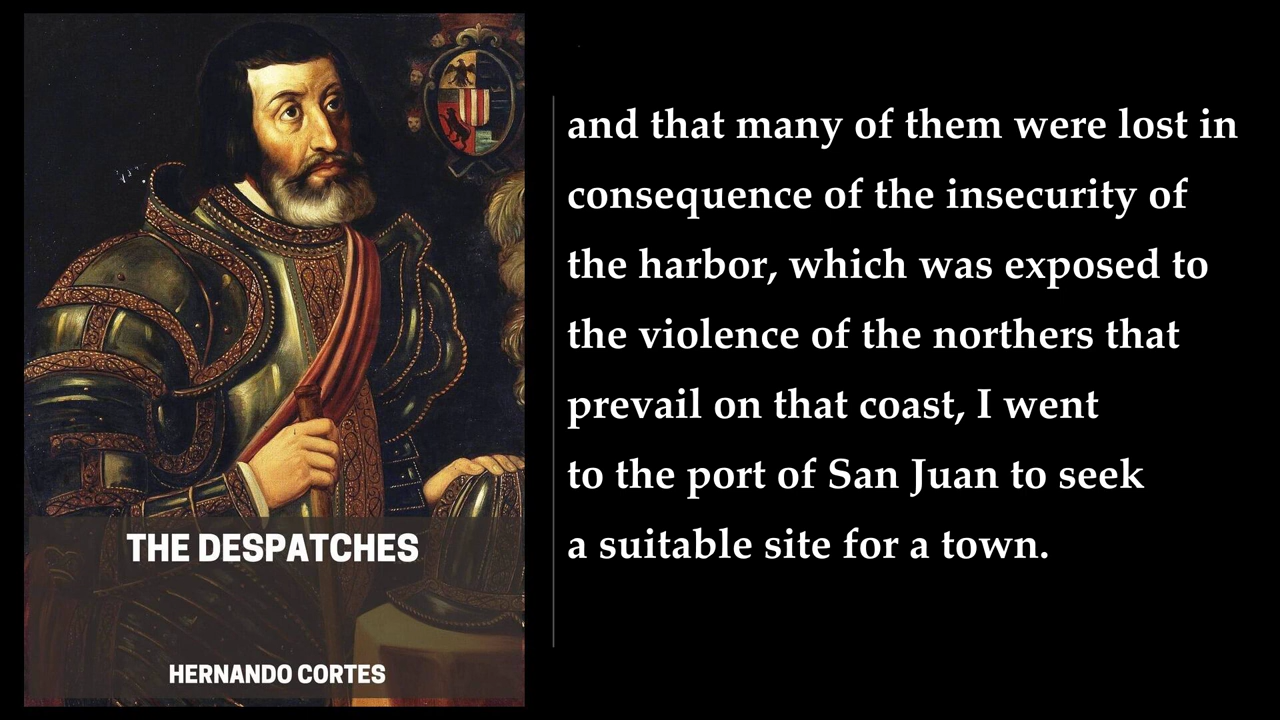 THE DESPATCHES
HERNANDO CORTES
and that many of them were lost in
consequence of the insecurity of
the harbor, which was exposed to
the violence of the northers that
prevail on that coast, I went
to the port of San Juan to seek
a suitable site for a town.